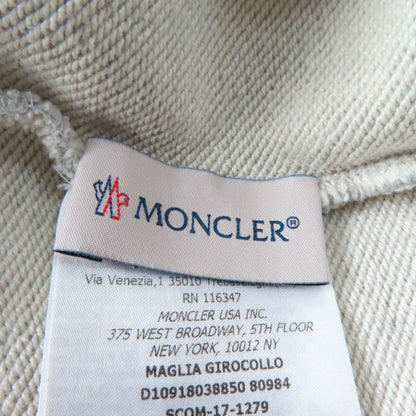 MONCLER®
Via Venezia,1 35010
RN 116347
MONCLER USA INC.
375 WEST BROADWAY, 5TH FLOOR
NEW YORK, 10012 NY
MAGLIA GIROCOLLO
D10918038850 80984
SCOM-17-1279